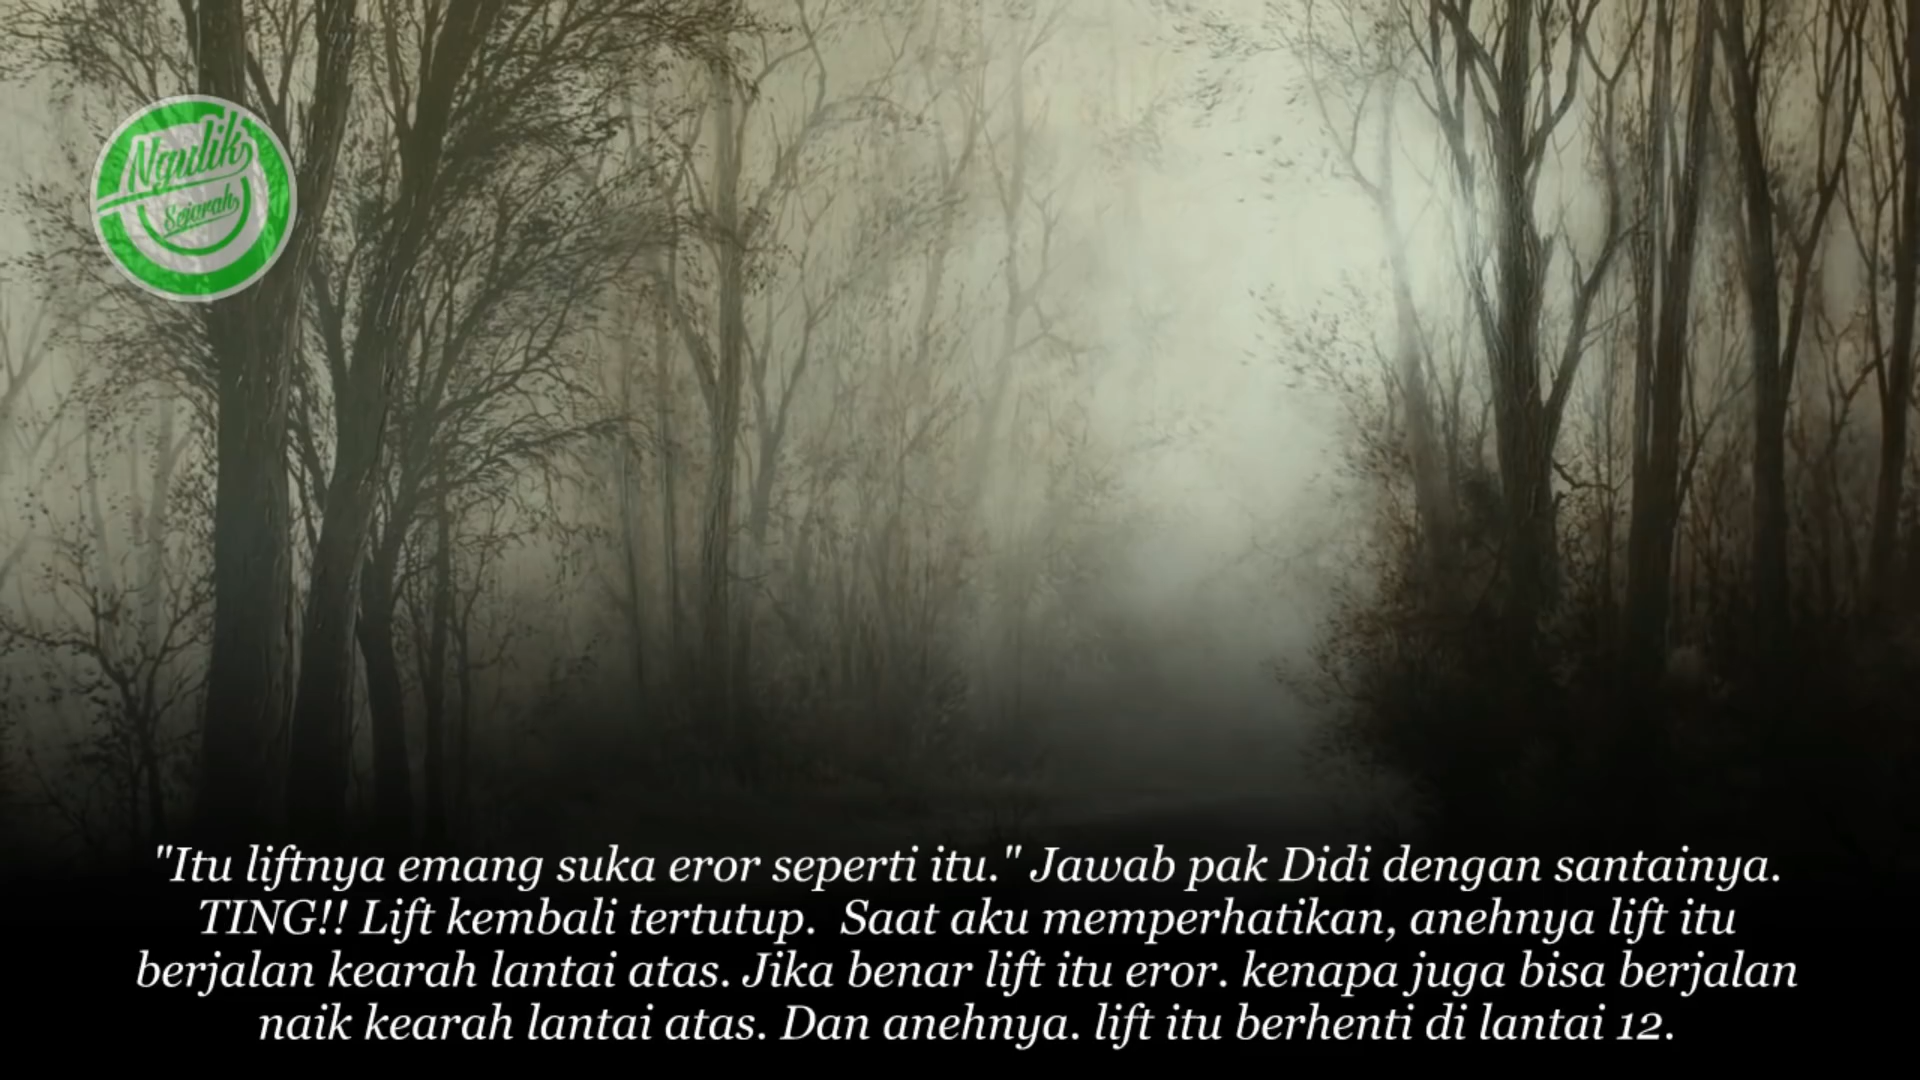 Ngulik
Sejarah
"Itu liftnya emang suka eror seperti itu." Jawab pak Didi dengan santainya.
TING!! Lift kembali tertutup.  Saat aku memperhatikan, anehnya lift itu
berjalan kearah lantai atas. Jika benar lift itu eror. kenapa juga bisa berjalan
naik kearah lantai atas. Dan anehnya. lift itu berhenti di lantai 12.